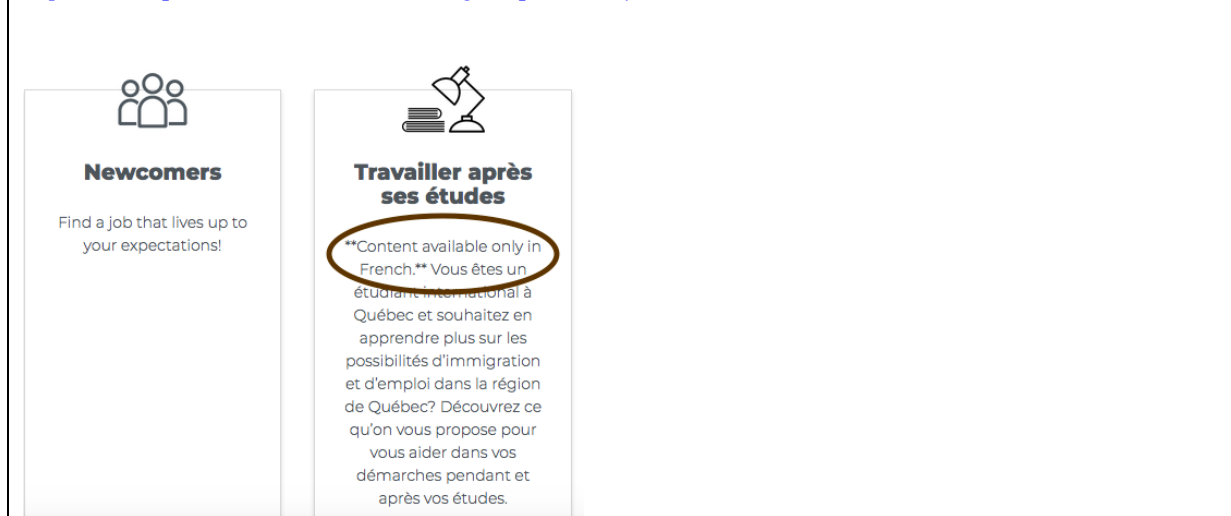 Newcomers
Find a job that lives up to
your expectations!
Travailler après
ses études
**Content available only in
French.** Vous êtes un
étudiant international à
Québec et souhaitez en
apprendre plus sur les
possibilités d'immigration
et d'emploi dans la région
de Québec? Découvrez ce
qu'on vous propose pour
vous aider dans vos
démarches pendant et
après vos études.